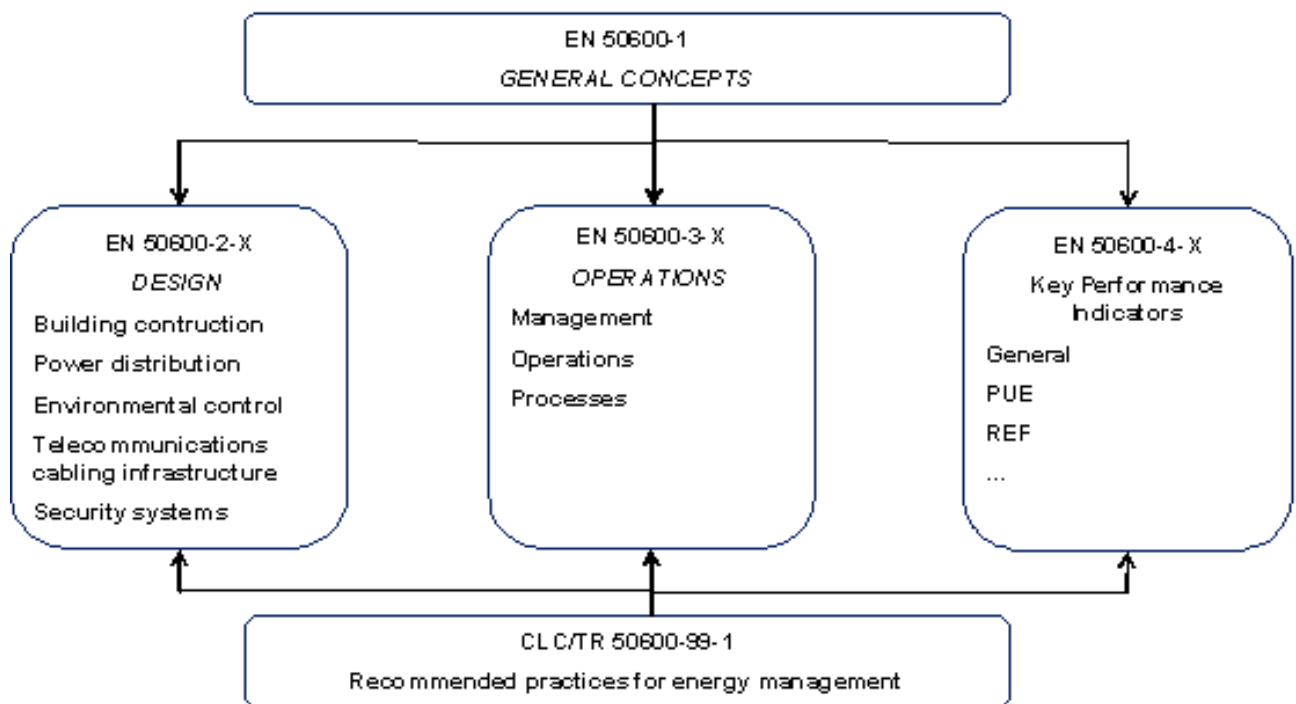 EN 50600-1
GENERAL CONCEPTS
EN 50600-2-X
DESIGN
Building contruction
Power distribution
Environmental control
Telecommunications
cabling infrastructure
Security systems
EN 50600-3-X
OPERATIONS
Management
Operations
Processes
EN 50600-4-X
Key Performance
Indicators
General
PUE
REF
...
CLC/TR 50600-99-1
Recommended practices for energy management